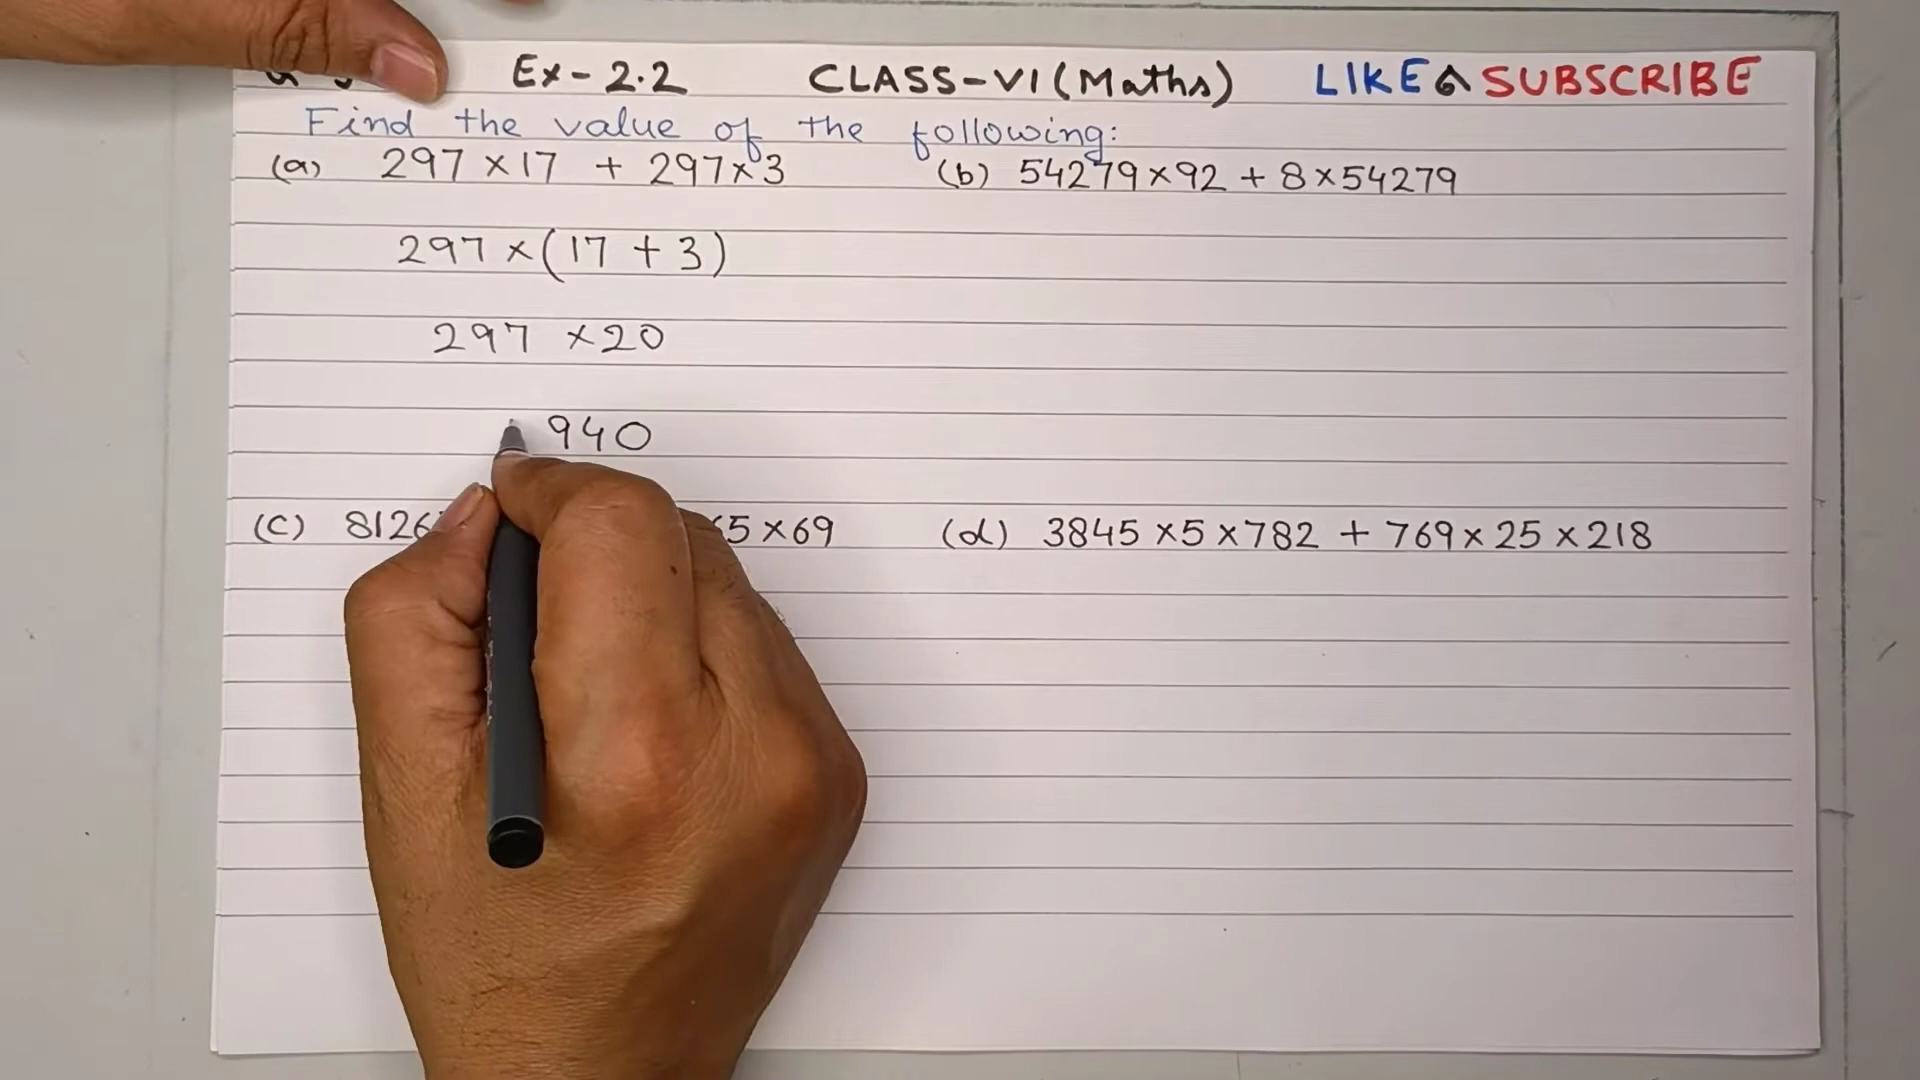 Ex-2.2 CLASS-VI (Maths) LIKE & SUBSCRIBE
Find the value of the following:
(a) 297 × 17 + 297 × 3 (b) 54279 × 92 + 8 × 54279
297 × (17 + 3)
297 × 20
940
(c) 8126 5 × 69 (d) 3845 × 5 × 782 + 769 × 25 × 218